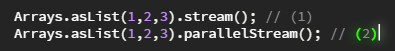 Arrays.asList(1,2,3).stream(); // (1)
Arrays.asList(1,2,3).parallelStream(); // (2)